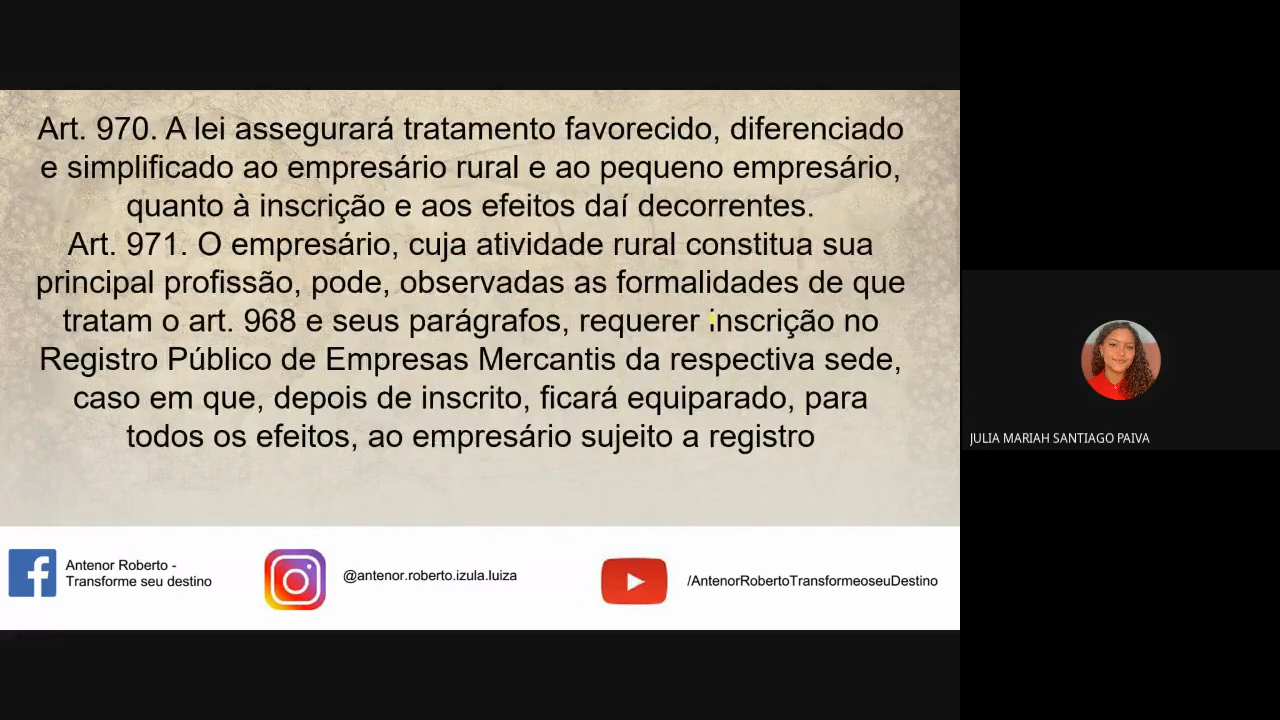 Art. 970. A lei assegurará tratamento favorecido, diferenciado
e simplificado ao empresário rural e ao pequeno empresário,
quanto à inscrição e aos efeitos daí decorrentes.
Art. 971. O empresário, cuja atividade rural constitua sua
principal profissão, pode, observadas as formalidades de que
tratam o art. 968 e seus parágrafos, requerer inscrição no
Registro Público de Empresas Mercantis da respectiva sede,
caso em que, depois de inscrito, ficará equiparado, para
todos os efeitos, ao empresário sujeito a registro
JULIA MARIAH SANTIAGO PAIVA
Antenor Roberto -
Transforme seu destino
@antenor.roberto.izula.luiza
/AntenorRobertoTransformeoseuDestino